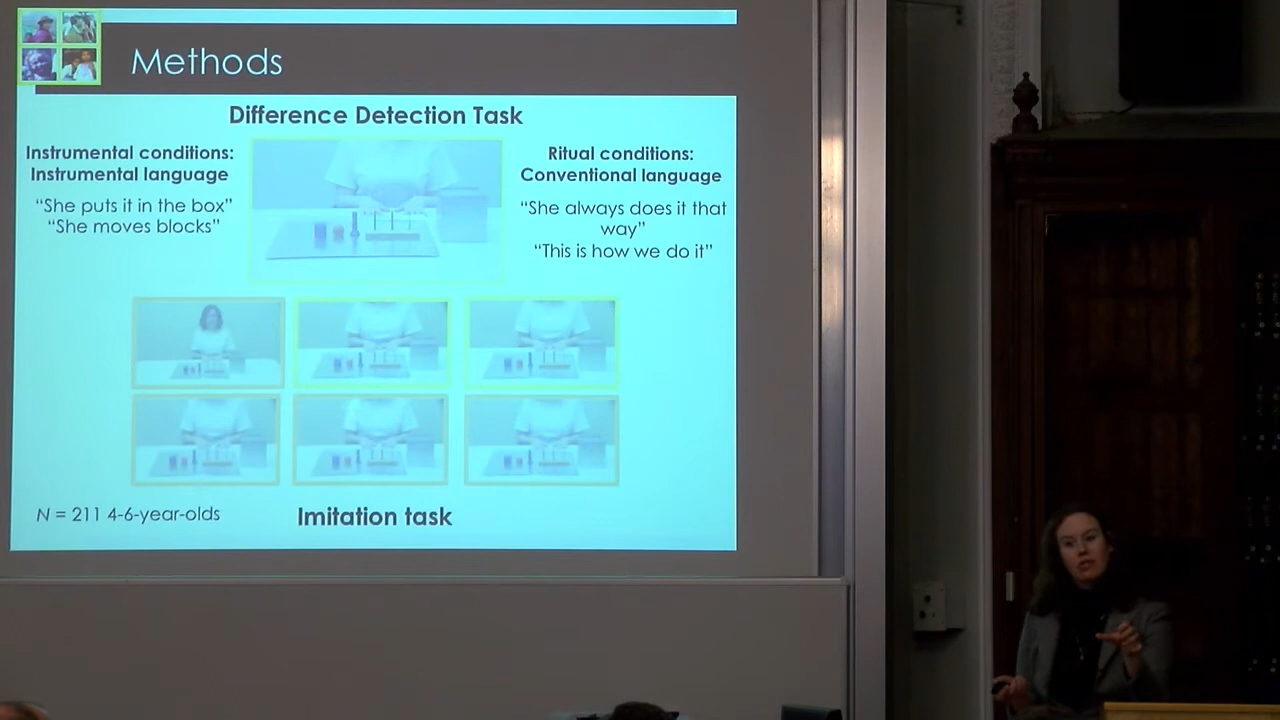 Methods
Difference Detection Task
Instrumental conditions:
Instrumental language
“She puts it in the box”
“She moves blocks”
Ritual conditions:
Conventional language
“She always does it that
way”
“This is how we do it”
N = 211 4-6-year-olds
Imitation task